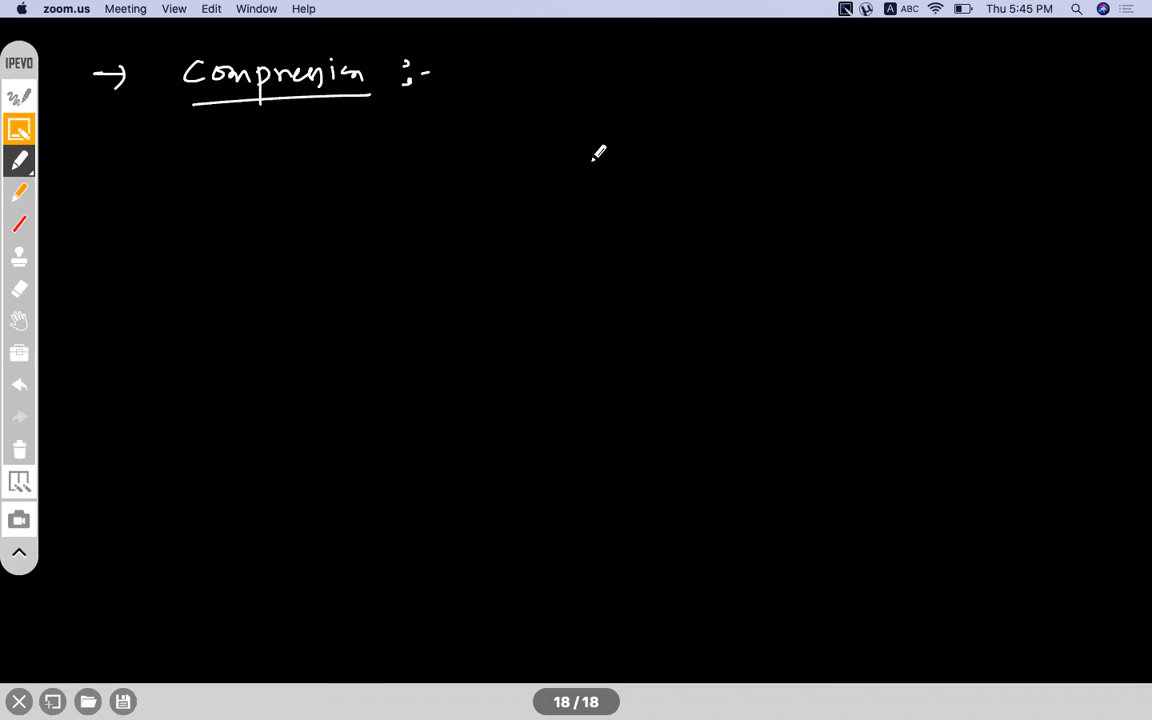 zoom.us Meeting View Edit Window Help A ABC Thu 5:45 PM
IPEVO
→ Compression :-
18 / 18